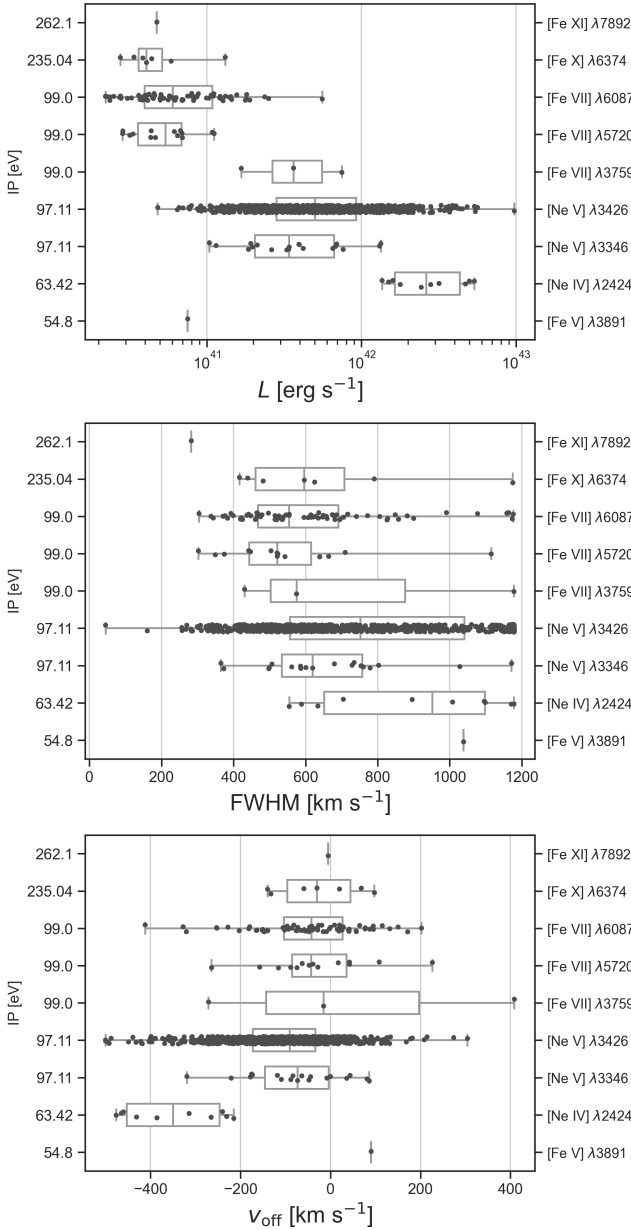 262.1 [Fe XI] λ7892
235.04 [Fe X] λ6374
99.0 [Fe VII] λ6087
99.0 [Fe VII] λ5720
99.0 [Fe VII] λ3759
97.11 [Ne V] λ3426
97.11 [Ne V] λ3346
63.42 [Ne IV] λ2424
54.8 [Fe V] λ3891
IP [eV]
10⁴¹ 10⁴² 10⁴³
L [erg s⁻¹]
262.1 [Fe XI] λ7892
235.04 [Fe X] λ6374
99.0 [Fe VII] λ6087
99.0 [Fe VII] λ5720
99.0 [Fe VII] λ3759
97.11 [Ne V] λ3426
97.11 [Ne V] λ3346
63.42 [Ne IV] λ2424
54.8 [Fe V] λ3891
IP [eV]
0 200 400 600 800 1000 1200
FWHM [km s⁻¹]
262.1 [Fe XI] λ7892
235.04 [Fe X] λ6374
99.0 [Fe VII] λ6087
99.0 [Fe VII] λ5720
99.0 [Fe VII] λ3759
97.11 [Ne V] λ3426
97.11 [Ne V] λ3346
63.42 [Ne IV] λ2424
54.8 [Fe V] λ3891
IP [eV]
−400 −200 0 200 400
v_off [km s⁻¹]